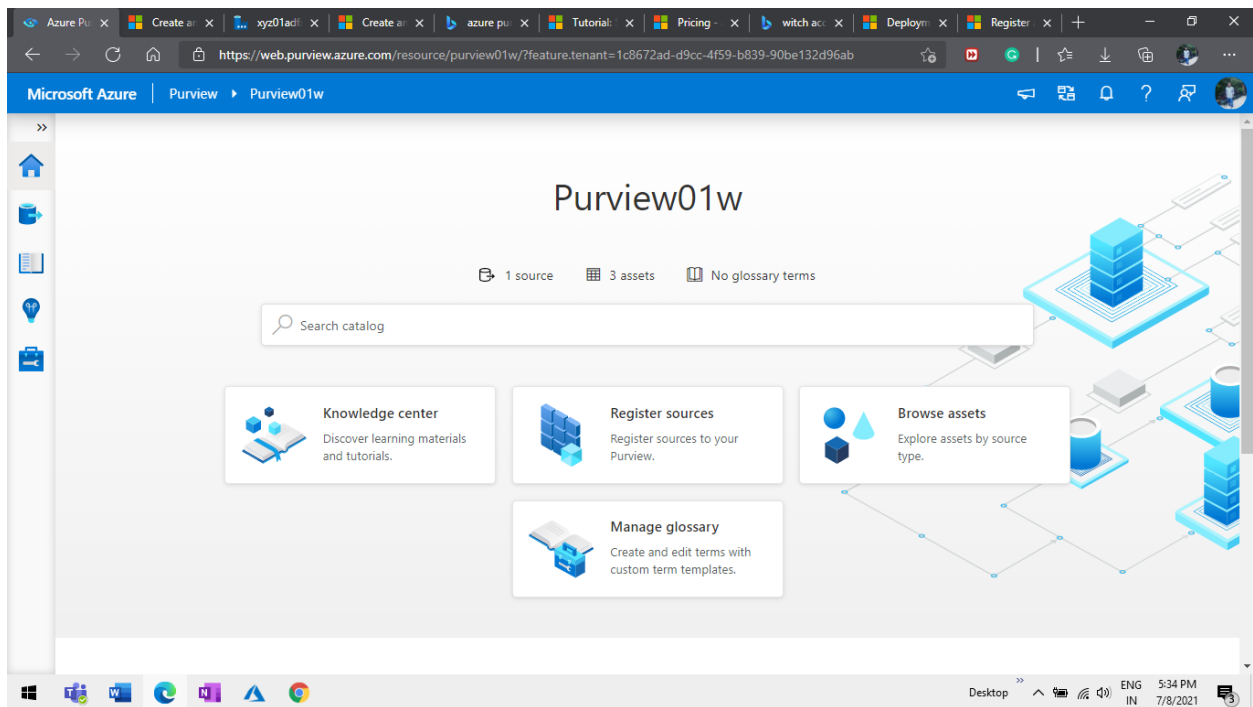 Azure Pu
Create an
xyz01adf
Create an
azure pu
Tutorial:
Pricing -
witch acc
Deploym
Register
https://web.purview.azure.com/resource/purview01w/?feature.tenant=1c8672ad-d9cc-4f59-b839-90be132d96ab
Microsoft Azure
Purview
Purview01w
Purview01w
1 source
3 assets
No glossary terms
Search catalog
Knowledge center
Discover learning materials
and tutorials.
Register sources
Register sources to your
Purview.
Browse assets
Explore assets by source
type.
Manage glossary
Create and edit terms with
custom term templates.
Desktop
ENG
IN
5:34 PM
7/8/2021
3